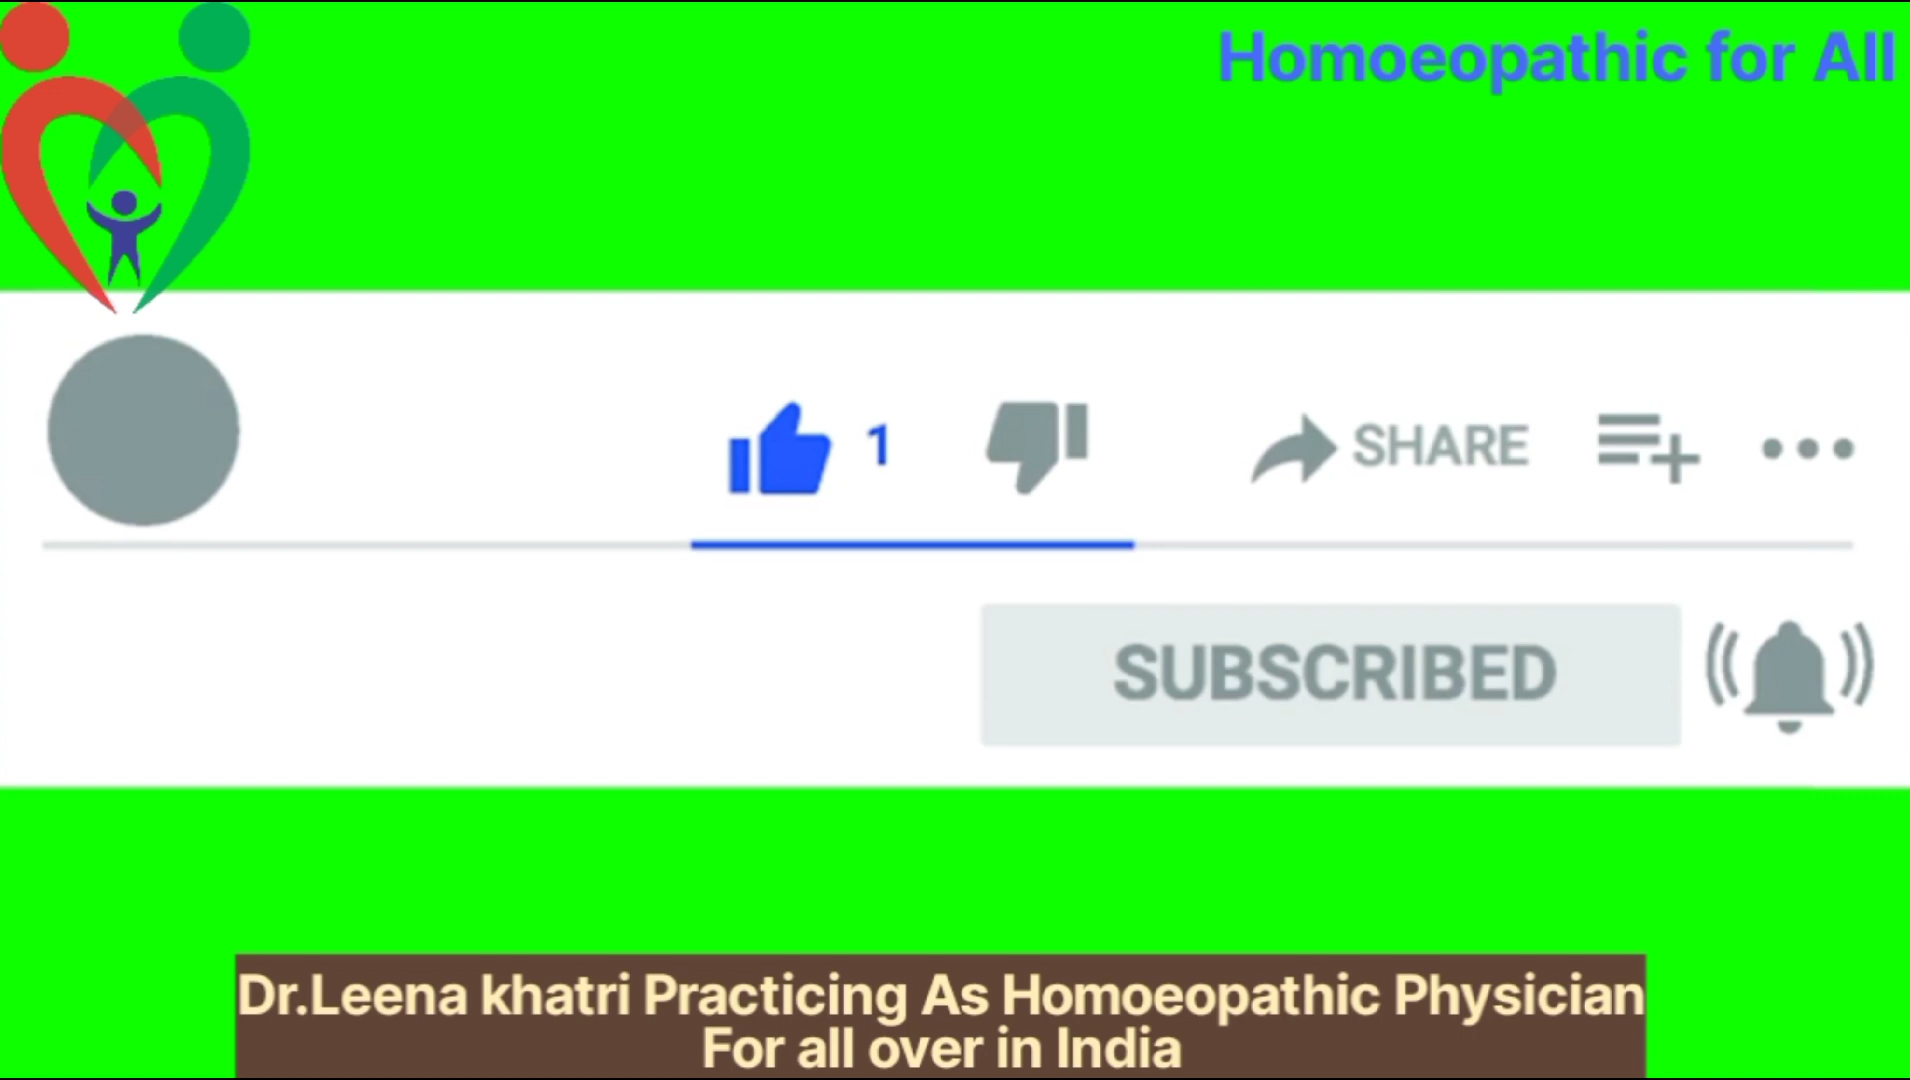 Homoeopathic for All
1
SHARE
SUBSCRIBED
Dr.Leena khatri Practicing As Homoeopathic Physician
For all over in India